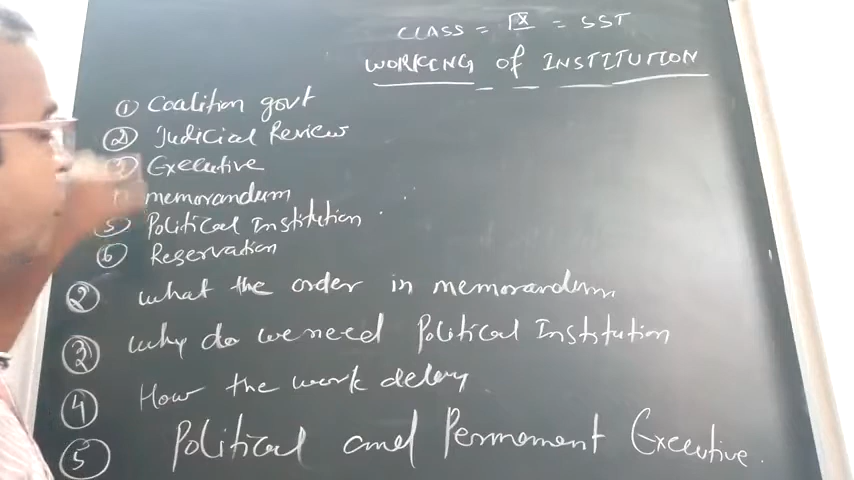 CLASS = IX = SST
WORKING of INSTITUTION
① Coalition govt
② Judicial Review
③ Executive
memorandum
⑤ Political Institution
⑥ Reservation
② what the order in memorandum
③ why do we need Political Institution
④ How the work delay
⑤ Political and Permanent Executive.